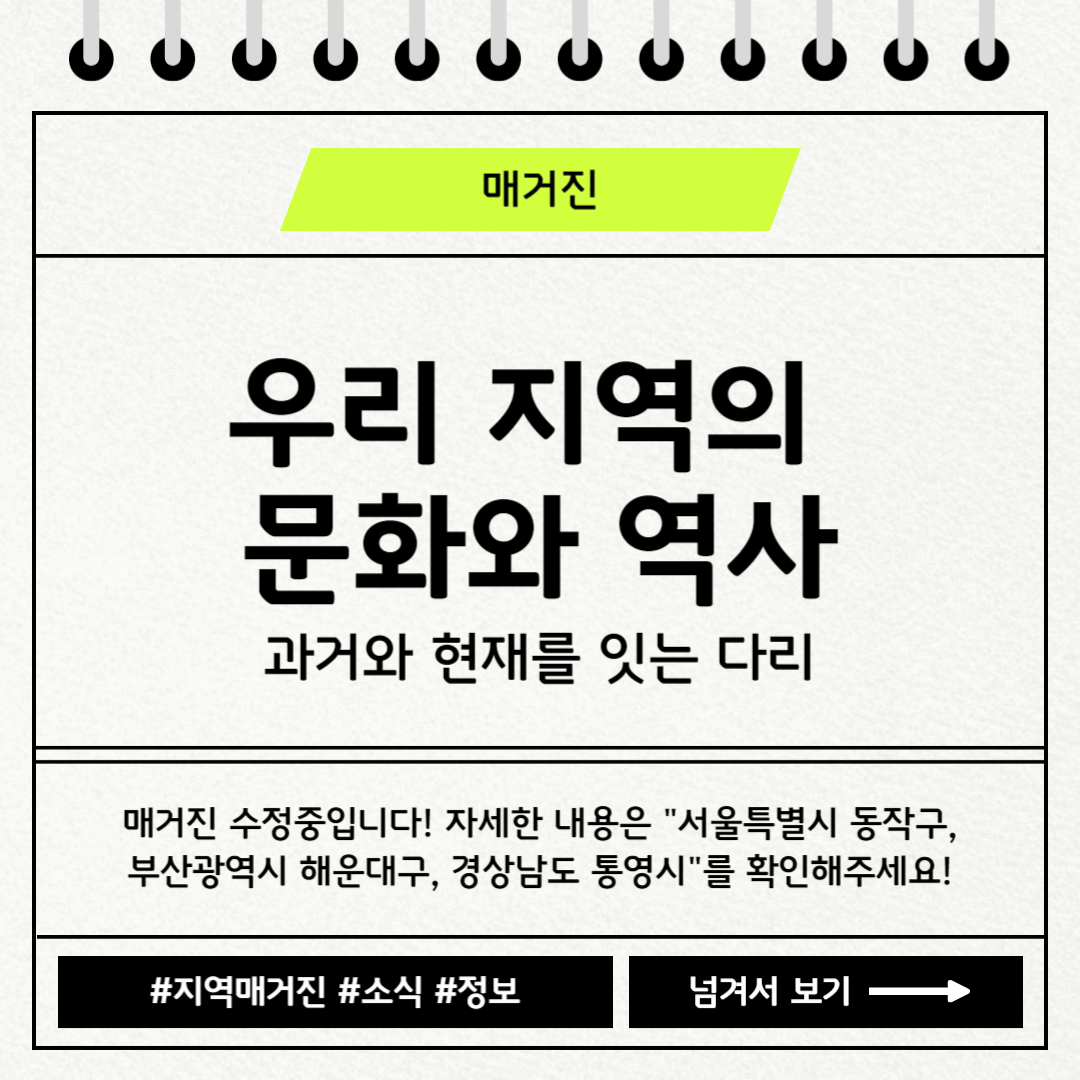 매거진
우리 지역의
문화와 역사
과거와 현재를 잇는 다리
매거진 수정중입니다! 자세한 내용은 "서울특별시 동작구,
부산광역시 해운대구, 경상남도 통영시"를 확인해주세요!
#지역매거진 #소식 #정보
넘겨서 보기